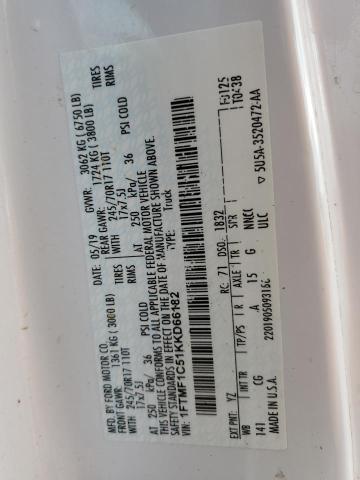 MFD. BY FORD MOTOR CO.
05/19 GVWR: 3062 KG ( 6750 LB)
FRONT GAWR: 1361 KG ( 3000 LB) REAR GAWR: 1724 KG ( 3800 LB)
245/70R17 110T TIRES WITH 245/70R17 110T TIRES
17x7.5J RIMS 17x7.5J RIMS
AT 250 kPa/ 36 PSI COLD AT 250 kPa/ 36 PSI COLD
THIS VEHICLE CONFORMS TO ALL APPLICABLE FEDERAL MOTOR VEHICLE
SAFETY STANDARDS IN EFFECT ON THE DATE OF MANUFACTURE SHOWN ABOVE.
VIN: 1FTMF1C51KKD66182 TYPE: Truck
F0125
T0438
EXT PNT: YZ RC: 71 DSO: 1832
WB INT TR TP/PS R AXLE TR SPR
141 CG A 15 G NNCC
MADE IN U.S.A. ULC
▽ 5U5A-3520472-AA